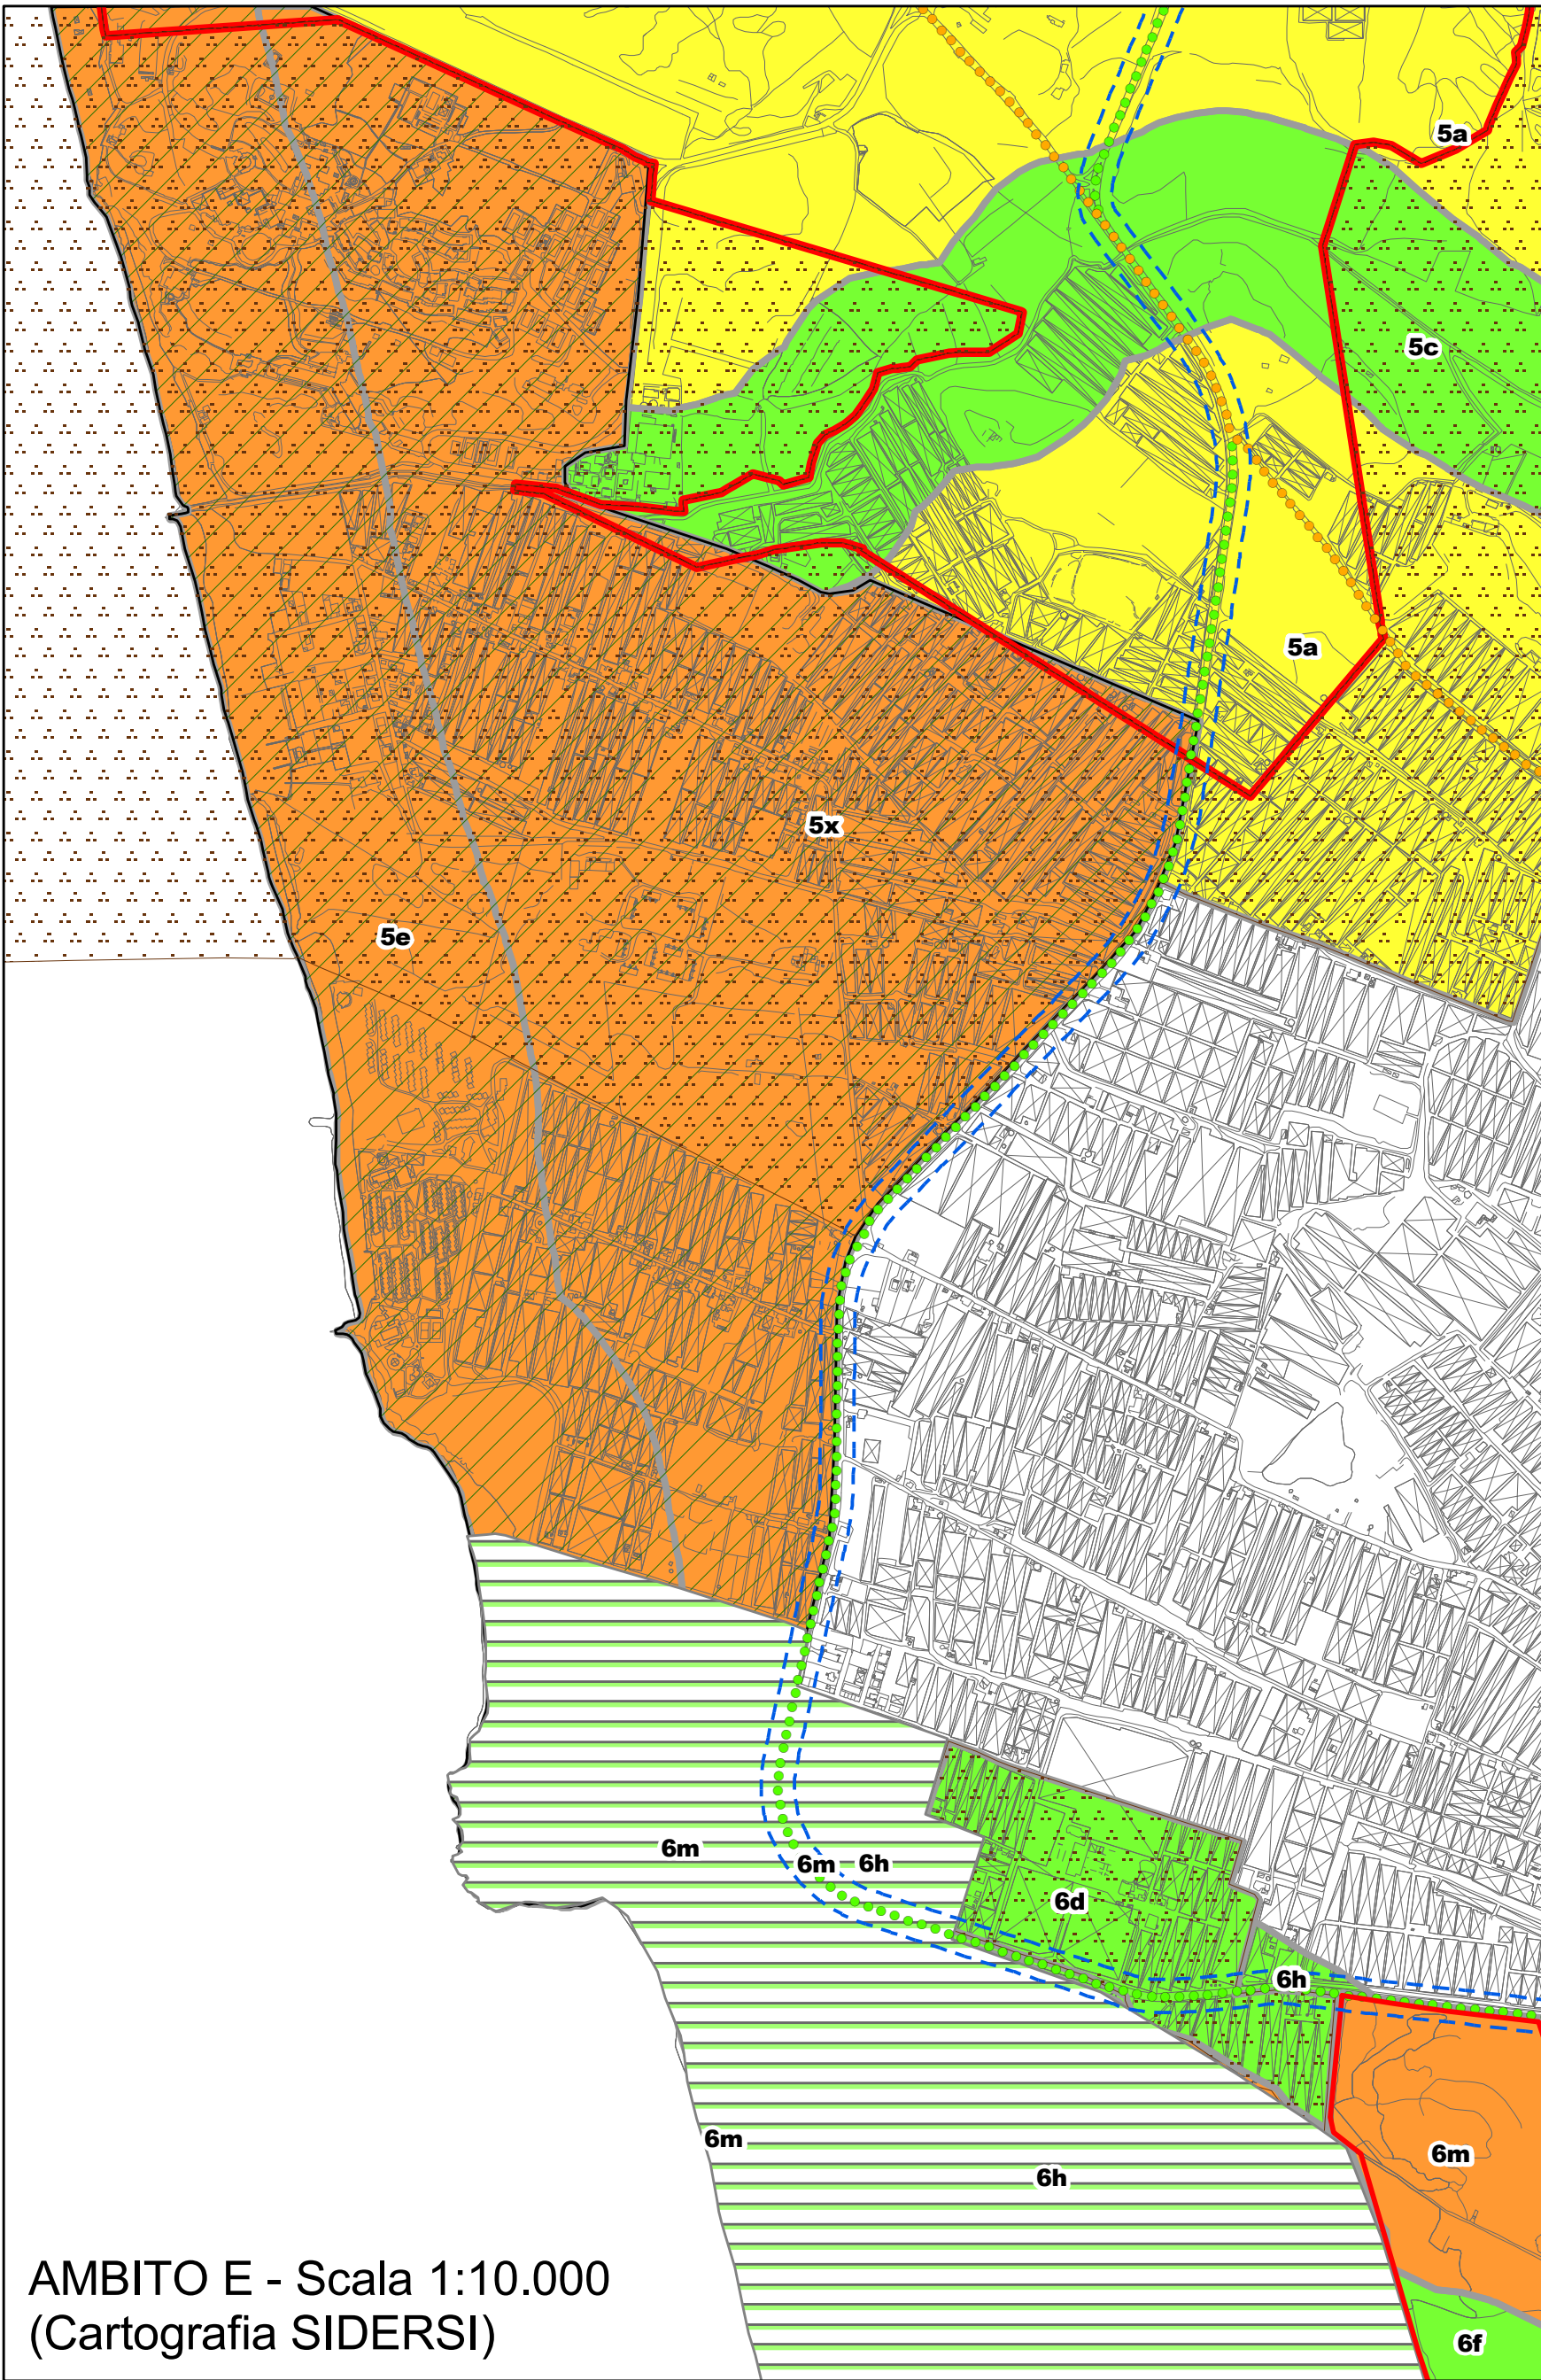 5a
5c
5a
5x
5e
6m
6m
6h
6d
6h
6m
6m
6h
AMBITO E - Scala 1:10.000
(Cartografia SIDERSI)
6f